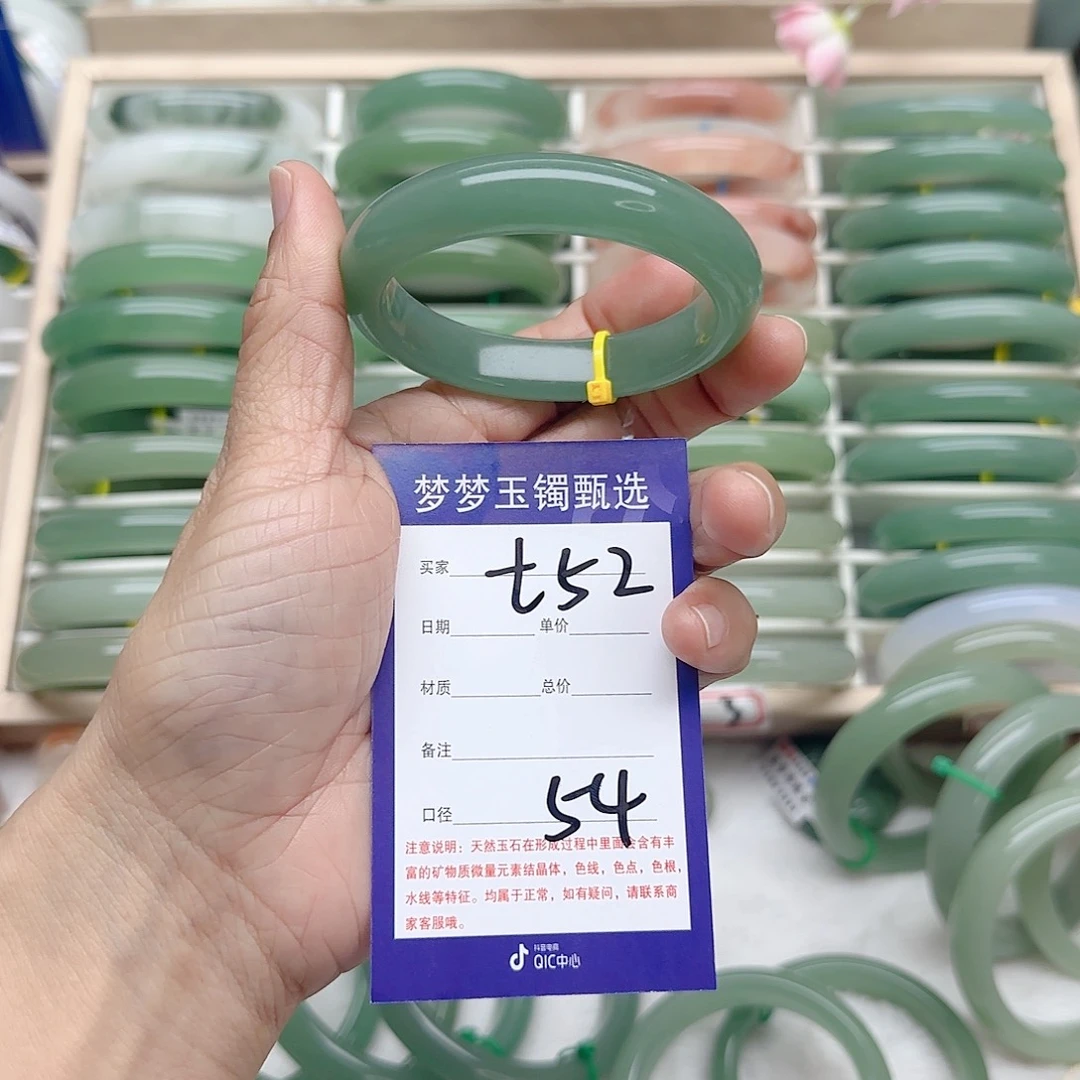 梦梦玉镯甄选
买家 t52
日期 单价
材质 总价
备注
口径 54
注意说明：天然玉石在形成过程中里面会含有丰
富的矿物质微量元素结晶体，色线，色点，色根，
水线等特征。均属于正常，如有疑问，请联系商
家客服哦。
抖音电商
QIC中心